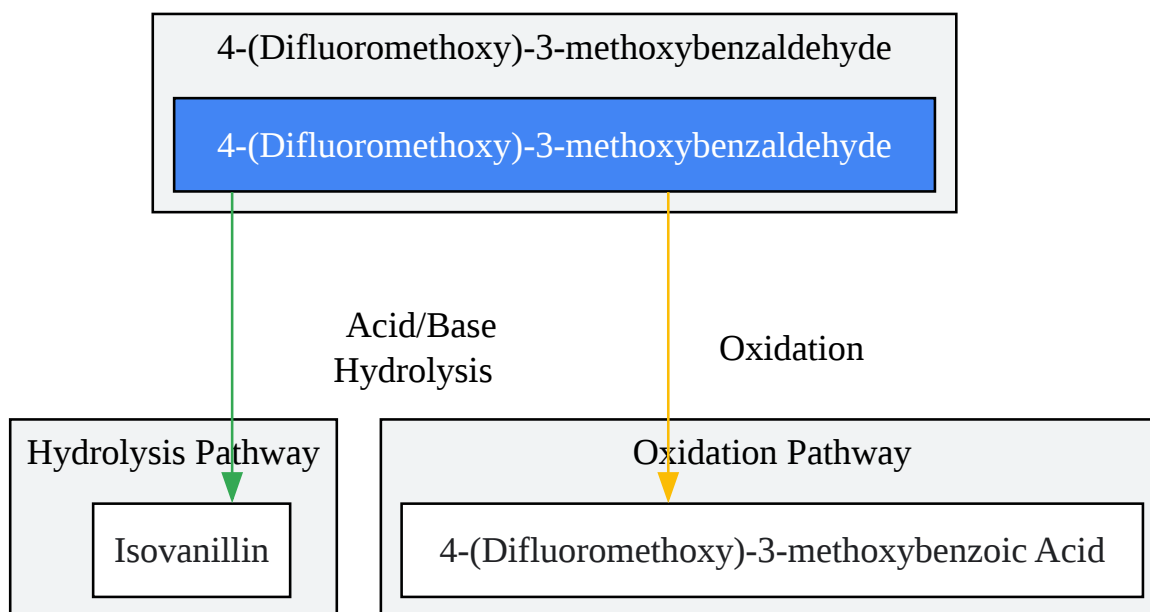 4-(Difluoromethoxy)-3-methoxybenzaldehyde
4-(Difluoromethoxy)-3-methoxybenzaldehyde
Acid/Base
Hydrolysis
Oxidation
Hydrolysis Pathway
Oxidation Pathway
Isovanillin
4-(Difluoromethoxy)-3-methoxybenzoic Acid